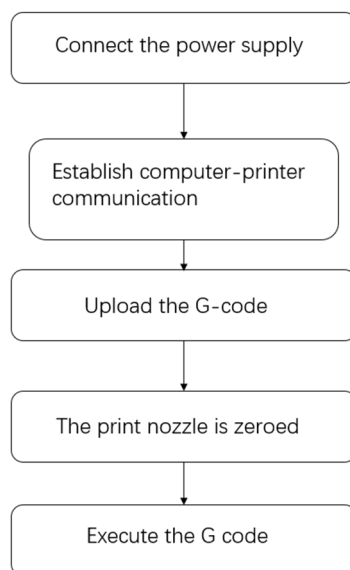 Connect the power supply
Establish computer-printer
communication
Upload the G-code
The print nozzle is zeroed
Execute the G code